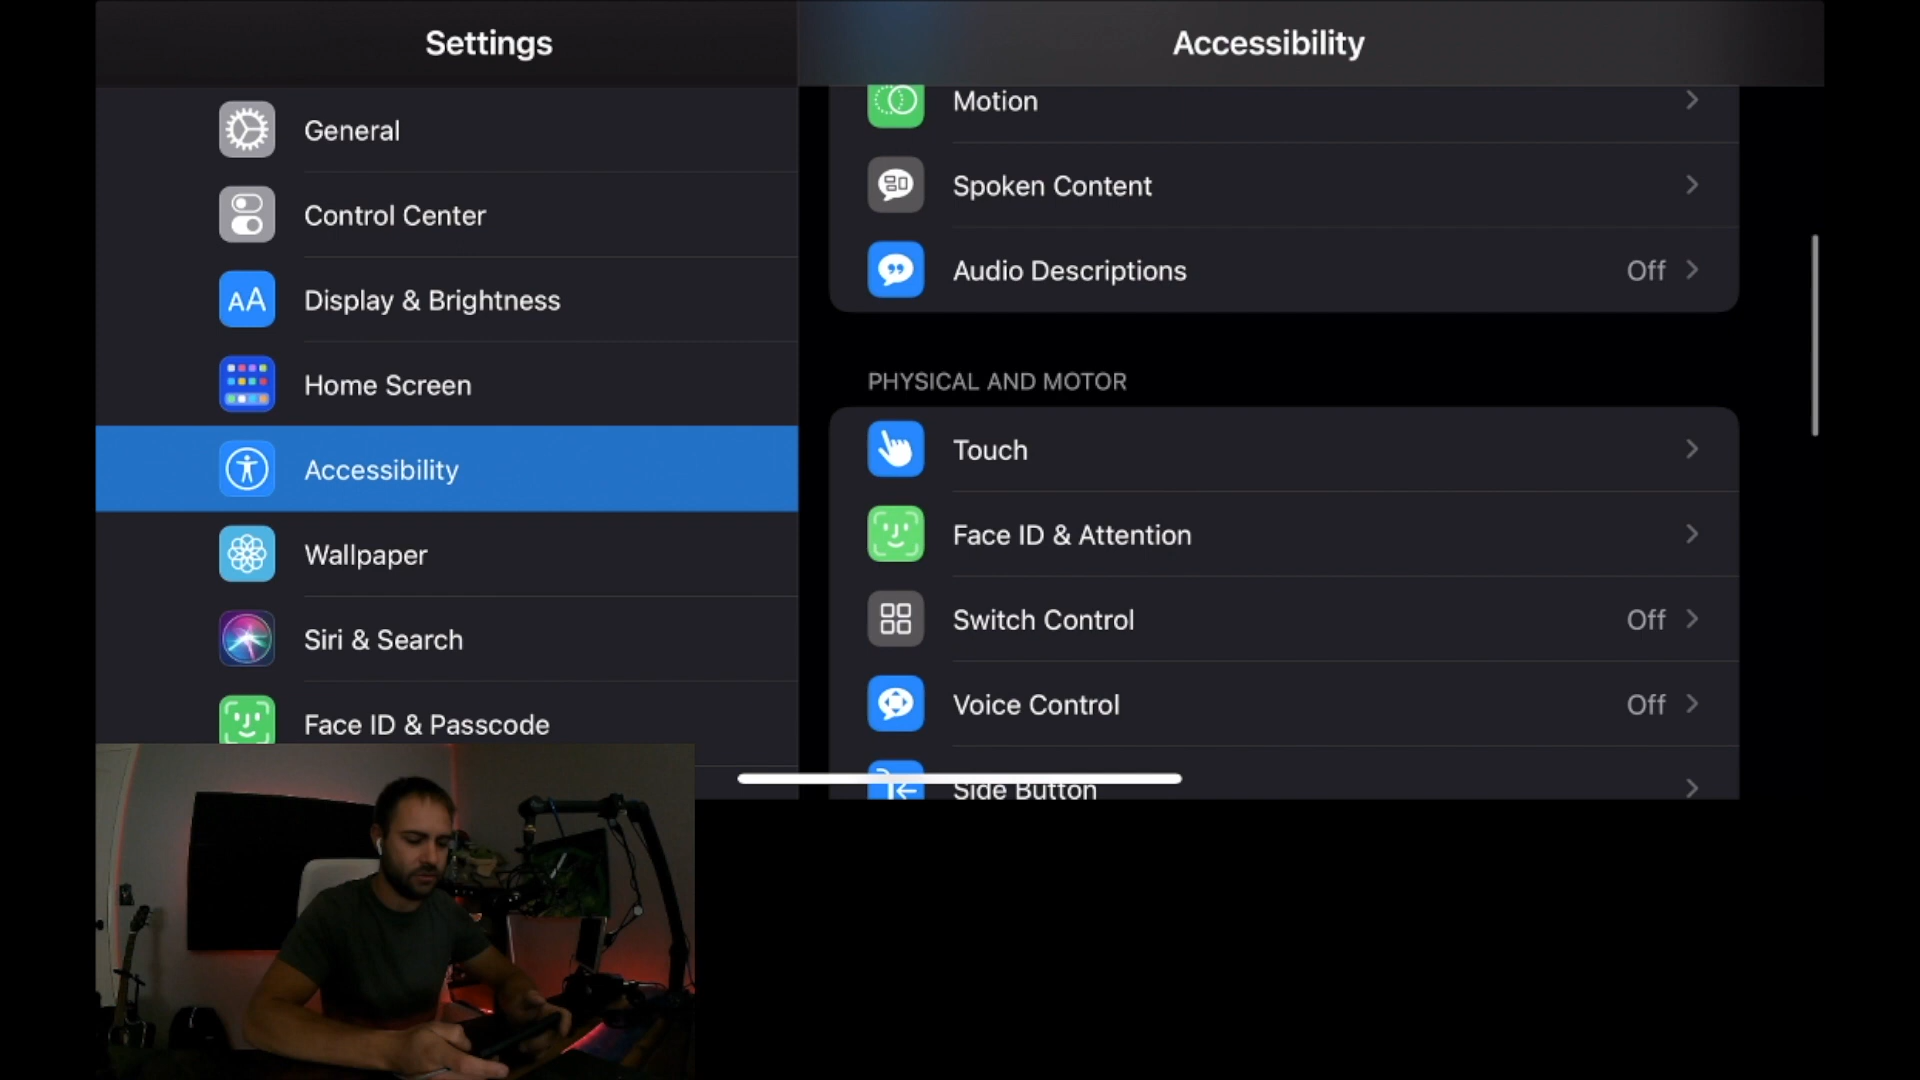 Settings
General
Control Center
AA Display & Brightness
Home Screen
Accessibility
Wallpaper
Siri & Search
Face ID & Passcode
Accessibility
Motion
Spoken Content
Audio Descriptions Off
PHYSICAL AND MOTOR
Touch
Face ID & Attention
Switch Control Off
Voice Control Off
Side Button